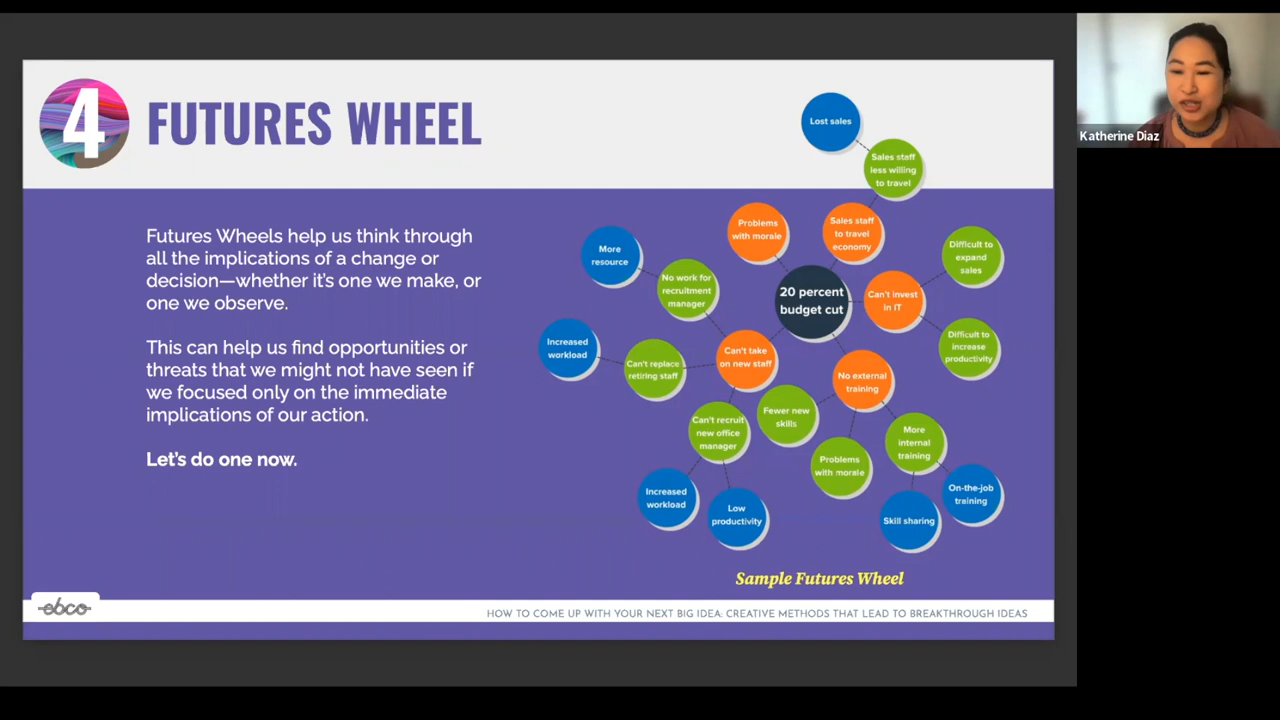 4
FUTURES WHEEL
Futures Wheels help us think through
all the implications of a change or
decision—whether it's one we make, or
one we observe.
This can help us find opportunities or
threats that we might not have seen if
we focused only on the immediate
implications of our action.
Let's do one now.
Lost sales
Sales staff
less willing
to travel
Problems
with morale
Sales staff
to travel
economy
More
resource
No work for
recruitment
manager
20 percent
budget cut
Can't invest
in IT
Difficult to
expand
sales
Difficult to
increase
productivity
Increased
workload
Can't replace
retiring staff
Can't take
on new staff
No external
training
Fewer new
skills
Can't recruit
new office
manager
Problems
with morale
More
internal
training
Increased
workload
Low
productivity
Skill sharing
On-the-job
training
Sample Futures Wheel
ebco
HOW TO COME UP WITH YOUR NEXT BIG IDEA: CREATIVE METHODS THAT LEAD TO BREAKTHROUGH IDEAS
Katherine Diaz